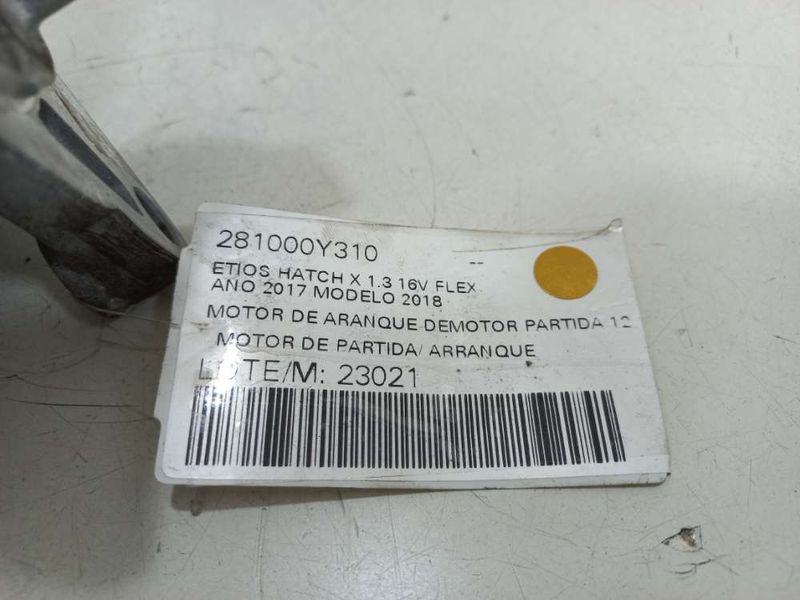 281000Y310
--
ETIOS HATCH X 1.3 16V FLEX
ANO 2017 MODELO 2018
MOTOR DE ARANQUE DEMOTOR PARTIDA 12
MOTOR DE PARTIDA/ ARRANQUE
LOTE/M: 23021